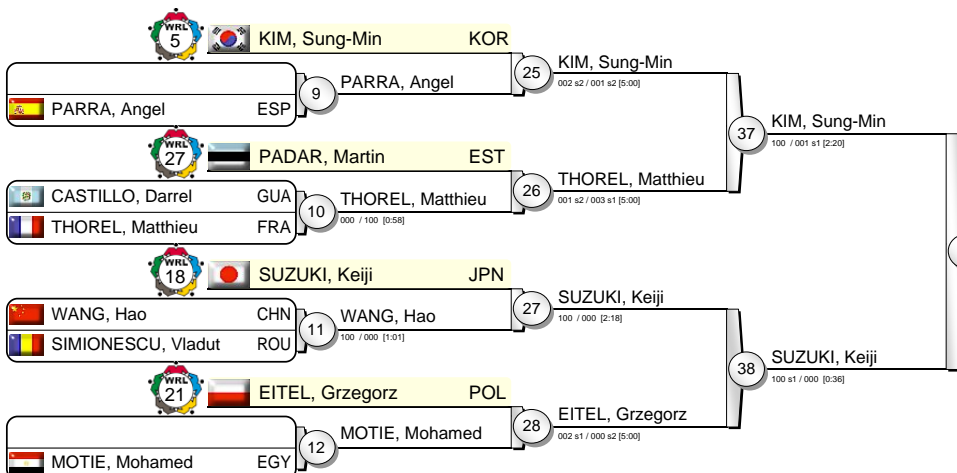 WRL
5
KIM, Sung-Min KOR
25
KIM, Sung-Min
002 s2 / 001 s2 [5:00]
9
PARRA, Angel
PARRA, Angel ESP
37
KIM, Sung-Min
100 / 001 s1 [2:20]
WRL
27
PADAR, Martin EST
26
THOREL, Matthieu
001 s2 / 003 s1 [5:00]
CASTILLO, Darrel GUA
10
THOREL, Matthieu
000 / 100 [0:58]
THOREL, Matthieu FRA
WRL
18
SUZUKI, Keiji JPN
27
SUZUKI, Keiji
100 / 000 [2:18]
WANG, Hao CHN
11
WANG, Hao
100 / 000 [1:01]
SIMIONESCU, Vladut ROU
38
SUZUKI, Keiji
100 s1 / 000 [0:36]
WRL
21
EITEL, Grzegorz POL
28
EITEL, Grzegorz
002 s1 / 000 s2 [5:00]
12
MOTIE, Mohamed
MOTIE, Mohamed EGY